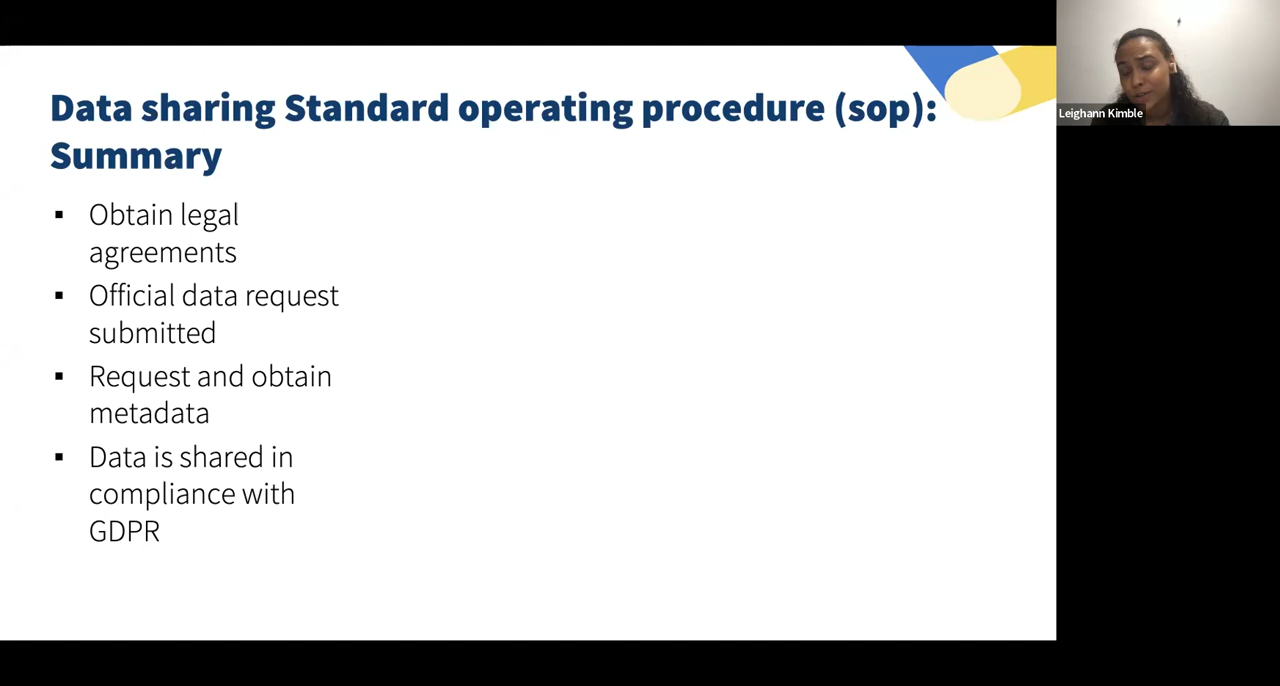 Data sharing Standard operating procedure (sop):
Summary
▪ Obtain legal
agreements
▪ Official data request
submitted
▪ Request and obtain
metadata
▪ Data is shared in
compliance with
GDPR
Leighann Kimble